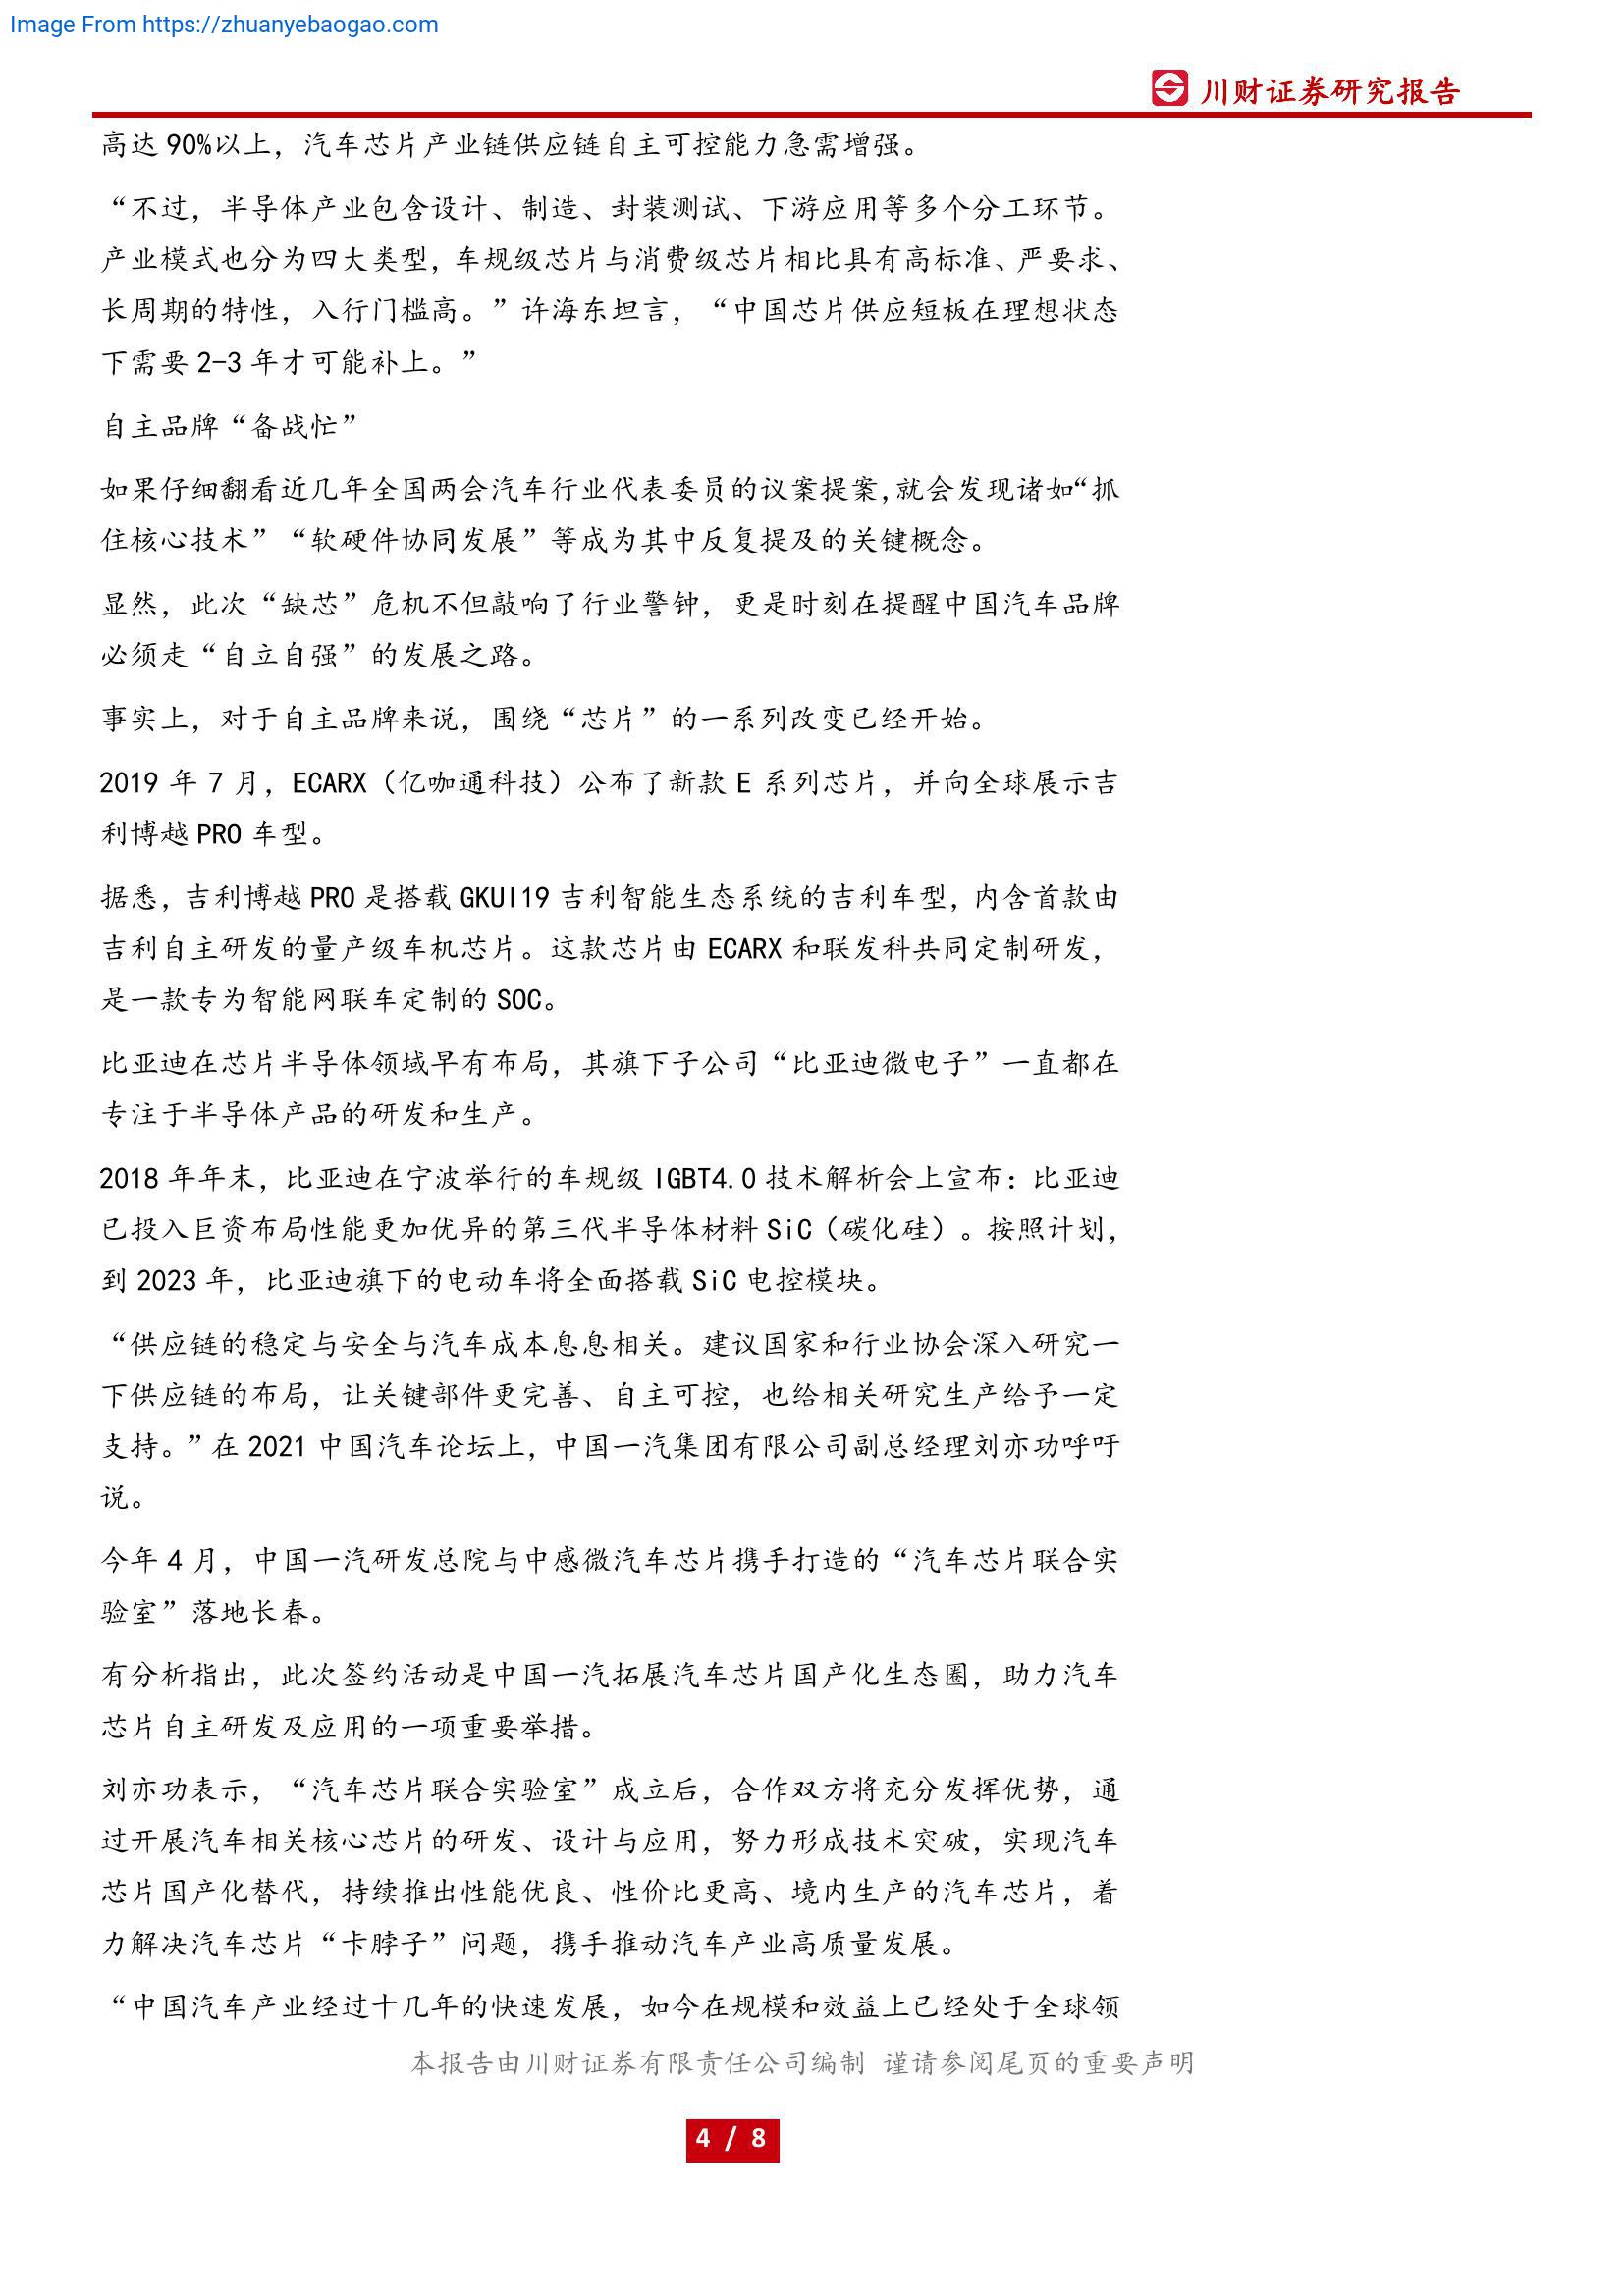 Image From https://zhuanyebaogao.com
川财证券研究报告
高达 90%以上，汽车芯片产业链供应链自主可控能力急需增强。
“不过，半导体产业包含设计、制造、封装测试、下游应用等多个分工环节。
产业模式也分为四大类型，车规级芯片与消费级芯片相比具有高标准、严要求、
长周期的特性，入行门槛高。”许海东坦言，“中国芯片供应短板在理想状态
下需要 2-3 年才可能补上。”
自主品牌“备战忙”
如果仔细翻看近几年全国两会汽车行业代表委员的议案提案，就会发现诸如“抓
住核心技术”“软硬件协同发展”等成为其中反复提及的关键概念。
显然，此次“缺芯”危机不但敲响了行业警钟，更是时刻在提醒中国汽车品牌
必须走“自立自强”的发展之路。
事实上，对于自主品牌来说，围绕“芯片”的一系列改变已经开始。
2019 年 7 月，ECARX（亿咖通科技）公布了新款 E 系列芯片，并向全球展示吉
利博越 PRO 车型。
据悉，吉利博越 PRO 是搭载 GKUI19 吉利智能生态系统的吉利车型，内含首款由
吉利自主研发的量产级车机芯片。这款芯片由 ECARX 和联发科共同定制研发，
是一款专为智能网联车定制的 SOC。
比亚迪在芯片半导体领域早有布局，其旗下子公司“比亚迪微电子”一直都在
专注于半导体产品的研发和生产。
2018 年年末，比亚迪在宁波举行的车规级 IGBT4.0 技术解析会上宣布：比亚迪
已投入巨资布局性能更加优异的第三代半导体材料 SiC（碳化硅）。按照计划，
到 2023 年，比亚迪旗下的电动车将全面搭载 SiC 电控模块。
“供应链的稳定与安全与汽车成本息息相关。建议国家和行业协会深入研究一
下供应链的布局，让关键部件更完善、自主可控，也给相关研究生产给予一定
支持。”在 2021 中国汽车论坛上，中国一汽集团有限公司副总经理刘亦功呼吁
说。
今年 4 月，中国一汽研发总院与中感微汽车芯片携手打造的“汽车芯片联合实
验室”落地长春。
有分析指出，此次签约活动是中国一汽拓展汽车芯片国产化生态圈，助力汽车
芯片自主研发及应用的一项重要举措。
刘亦功表示，“汽车芯片联合实验室”成立后，合作双方将充分发挥优势，通
过开展汽车相关核心芯片的研发、设计与应用，努力形成技术突破，实现汽车
芯片国产化替代，持续推出性能优良、性价比更高、境内生产的汽车芯片，着
力解决汽车芯片“卡脖子”问题，携手推动汽车产业高质量发展。
“中国汽车产业经过十几年的快速发展，如今在规模和效益上已经处于全球领
本报告由川财证券有限责任公司编制 谨请参阅尾页的重要声明
4 / 8